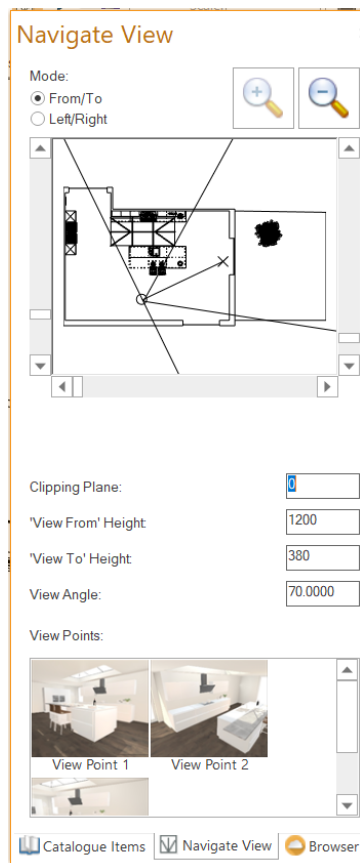 Navigate View
Mode:
From/To
Left/Right
Clipping Plane: 0
'View From' Height: 1200
'View To' Height: 380
View Angle: 70.0000
View Points:
View Point 1 View Point 2
Catalogue Items Navigate View Browser